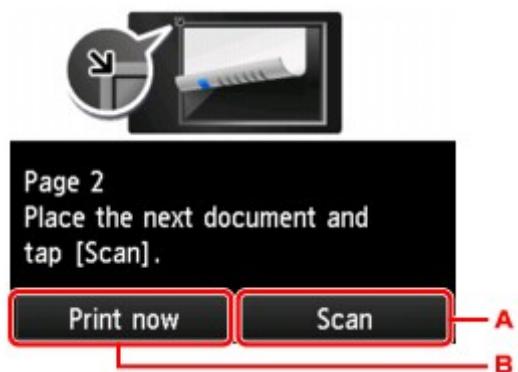 Page 2
Place the next document and
tap [Scan].
Print now Scan A
B